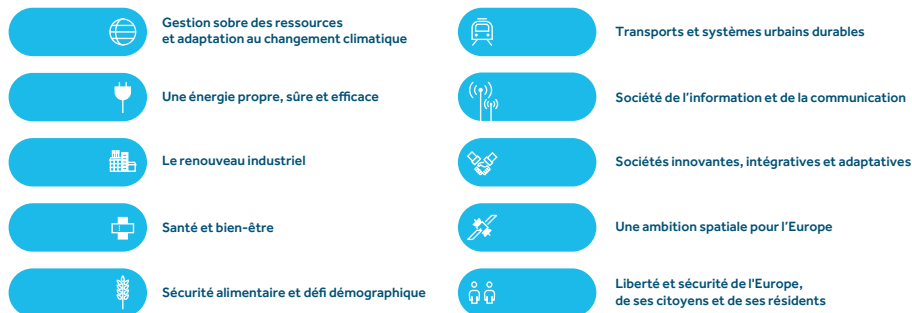 Gestion sobre des ressources
et adaptation au changement climatique
Une énergie propre, sûre et efficace
Le renouveau industriel
Santé et bien-être
Sécurité alimentaire et défi démographique
Transports et systèmes urbains durables
Société de l'information et de la communication
Sociétés innovantes, intégratives et adaptatives
Une ambition spatiale pour l'Europe
Liberté et sécurité de l'Europe,
de ses citoyens et de ses résidents